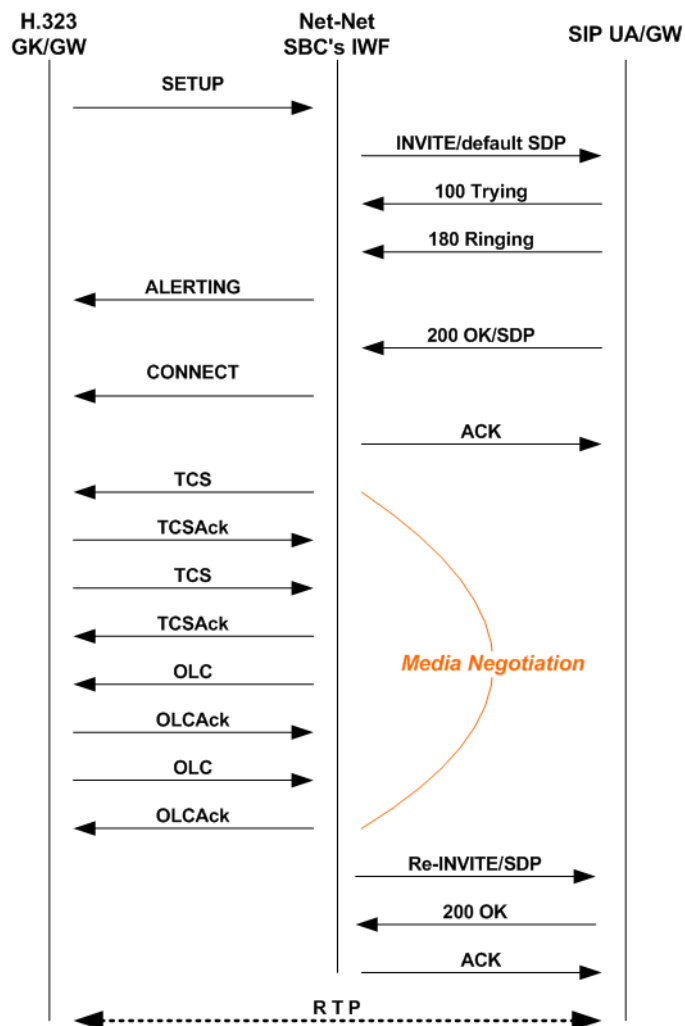 H.323
GK/GW
Net-Net
SBC's IWF
SIP UA/GW
SETUP
INVITE/default SDP
100 Trying
180 Ringing
ALERTING
200 OK/SDP
CONNECT
ACK
TCS
TCSAck
TCS
TCSAck
Media Negotiation
OLC
OLCAck
OLC
OLCAck
Re-INVITE/SDP
200 OK
ACK
R T P